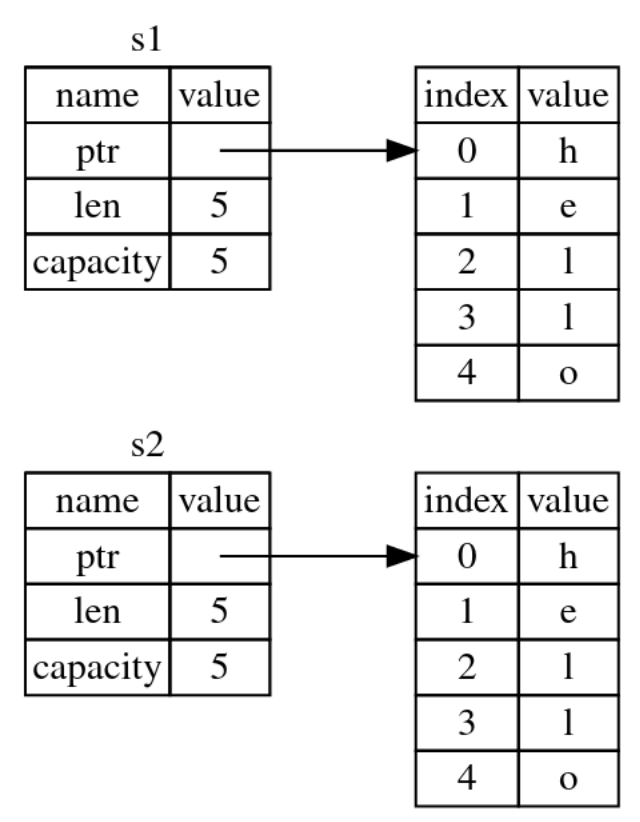 s1
name value index value
ptr 0 h
len 5 1 e
capacity 5 2 l
3 l
4 o
s2
name value index value
ptr 0 h
len 5 1 e
capacity 5 2 l
3 l
4 o